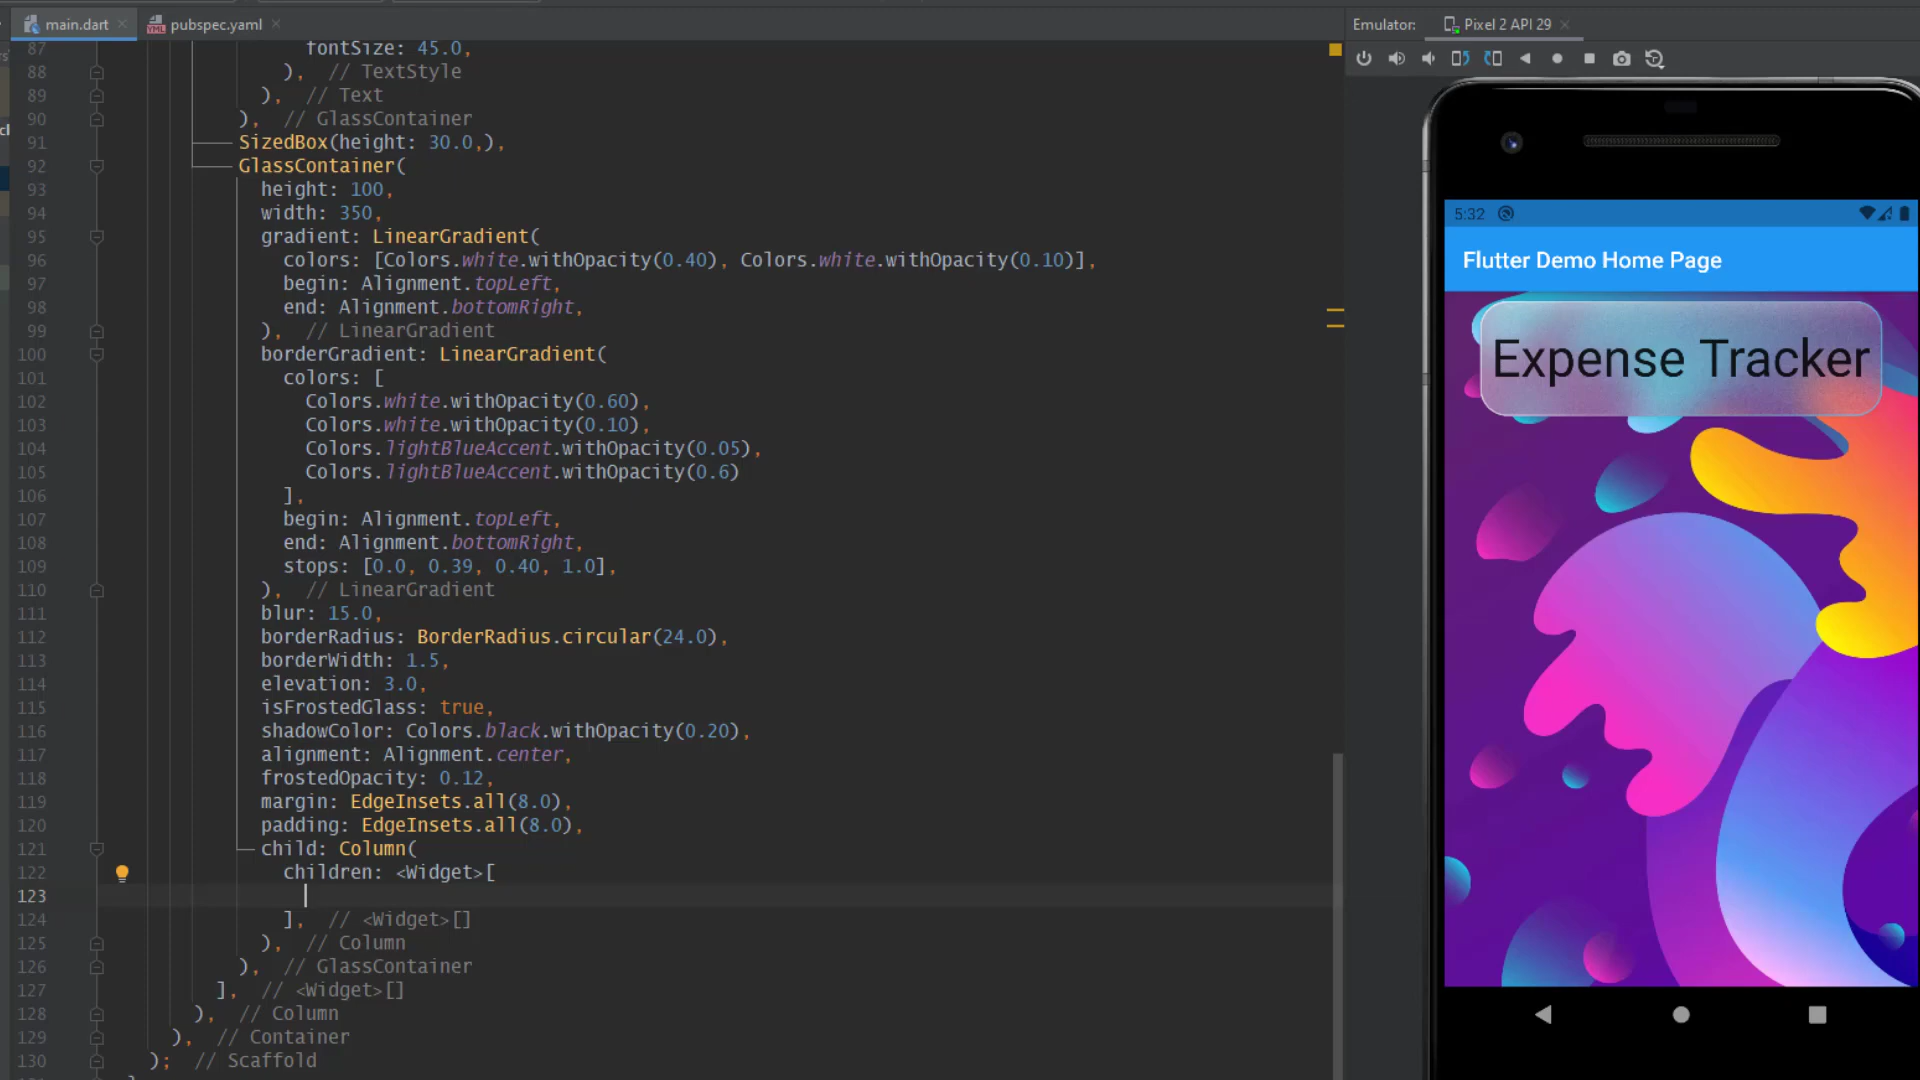 main.dart
pubspec.yaml
Emulator:
Pixel 2 API 29
87 fontSize: 45.0,
88 ), // TextStyle
89 ), // Text
90 ), // GlassContainer
91 SizedBox(height: 30.0,),
92 GlassContainer(
93 height: 100,
94 width: 350,
95 gradient: LinearGradient(
96 colors: [Colors.white.withOpacity(0.40), Colors.white.withOpacity(0.10)],
97 begin: Alignment.topLeft,
98 end: Alignment.bottomRight,
99 ), // LinearGradient
100 borderGradient: LinearGradient(
101 colors: [
102 Colors.white.withOpacity(0.60),
103 Colors.white.withOpacity(0.10),
104 Colors.lightBlueAccent.withOpacity(0.05),
105 Colors.lightBlueAccent.withOpacity(0.6)
106 ],
107 begin: Alignment.topLeft,
108 end: Alignment.bottomRight,
109 stops: [0.0, 0.39, 0.40, 1.0],
110 ), // LinearGradient
111 blur: 15.0,
112 borderRadius: BorderRadius.circular(24.0),
113 borderWidth: 1.5,
114 elevation: 3.0,
115 isFrostedGlass: true,
116 shadowColor: Colors.black.withOpacity(0.20),
117 alignment: Alignment.center,
118 frostedOpacity: 0.12,
119 margin: EdgeInsets.all(8.0),
120 padding: EdgeInsets.all(8.0),
121 child: Column(
122 children: <Widget>[
123
124 ], // <Widget>[]
125 ), // Column
126 ), // GlassContainer
127 ], // <Widget>[]
128 ), // Column
129 ), // Container
130 ); // Scaffold
5:32
Flutter Demo Home Page
Expense Tracker